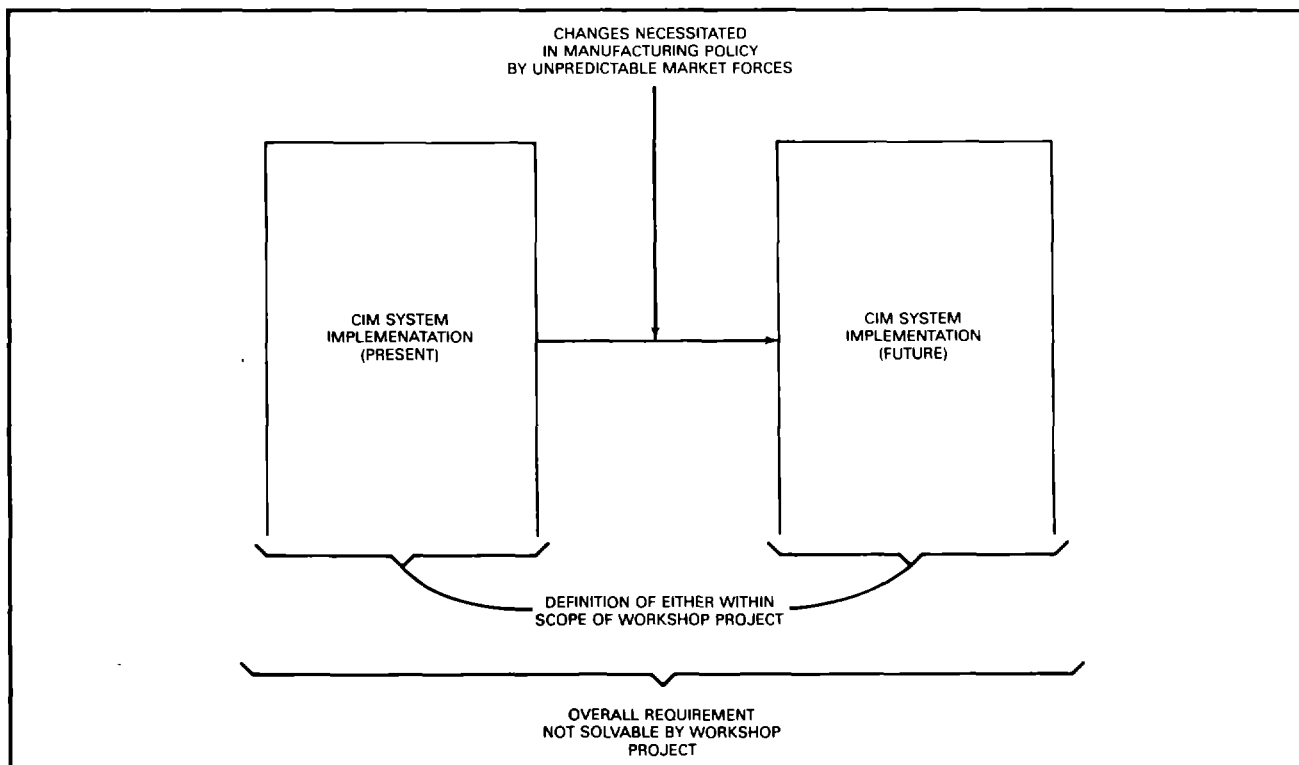 CHANGES NECESSITATED
IN MANUFACTURING POLICY
BY UNPREDICTABLE MARKET FORCES
CIM SYSTEM
IMPLEMENATATION
(PRESENT)
CIM SYSTEM
IMPLEMENTATION
(FUTURE)
DEFINITION OF EITHER WITHIN
SCOPE OF WORKSHOP PROJECT
OVERALL REQUIREMENT
NOT SOLVABLE BY WORKSHOP
PROJECT